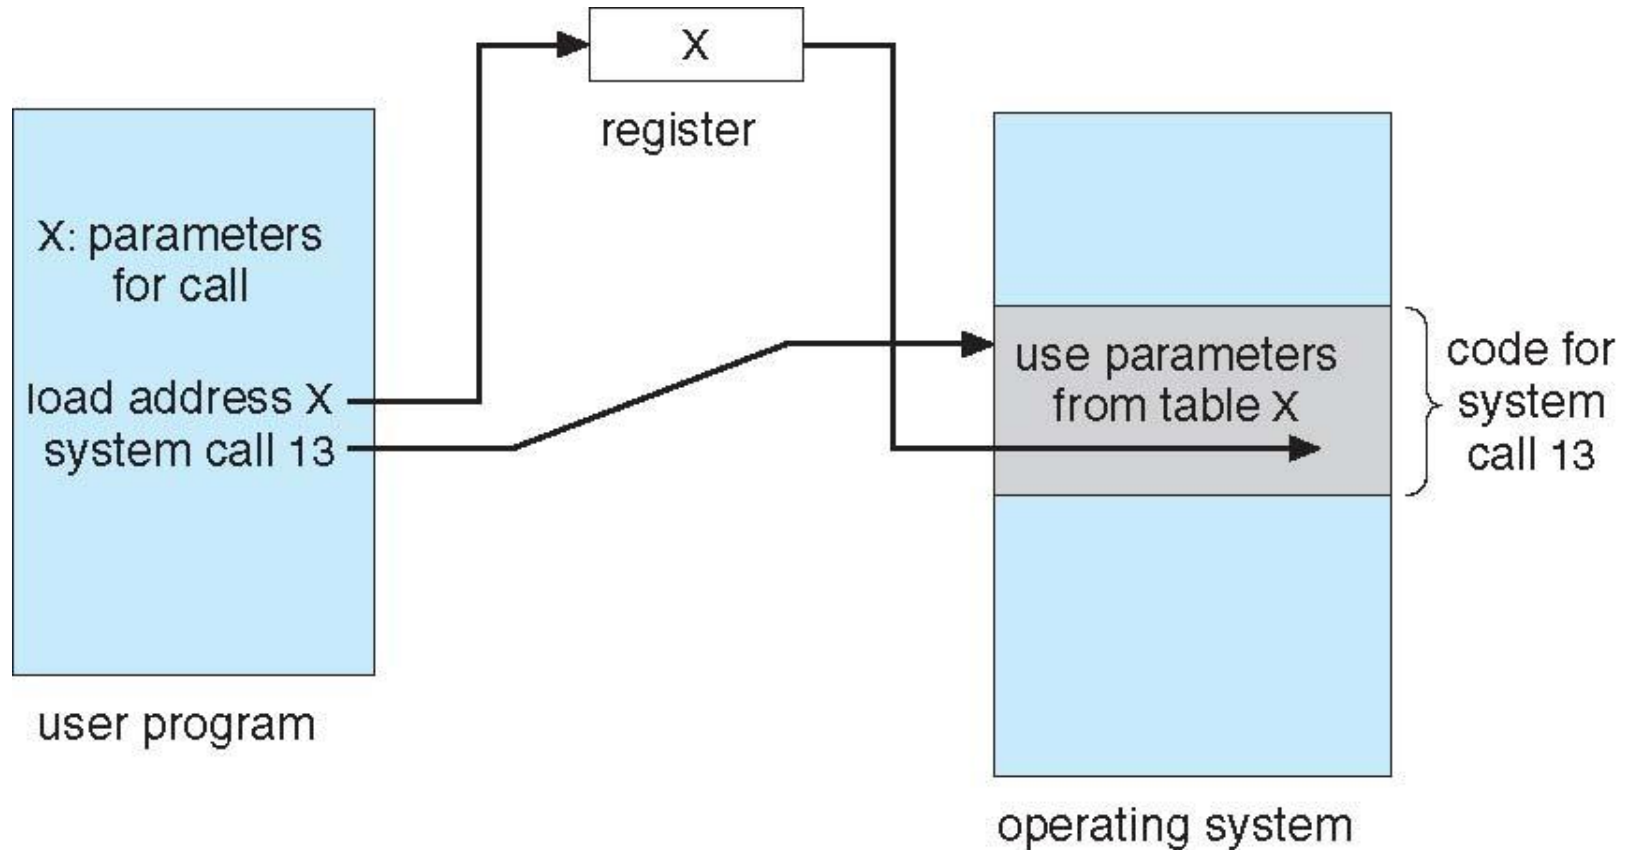 X
register
X: parameters
for call
load address X
system call 13
user program
use parameters
from table X
code for
system
call 13
operating system